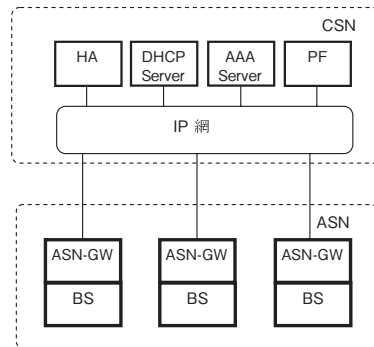 CSN
HA
DHCP
Server
AAA
Server
PF
IP 網
ASN
ASN-GW
ASN-GW
ASN-GW
BS
BS
BS